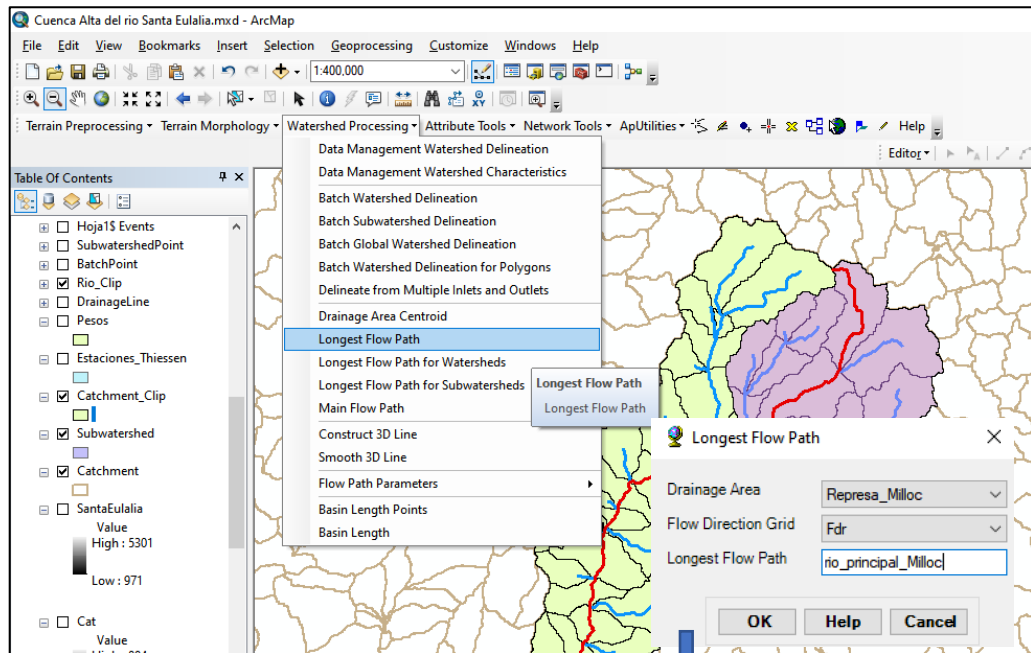 Cuenca Alta del rio Santa Eulalia.mxd - ArcMap
File Edit View Bookmarks Insert Selection Geoprocessing Customize Windows Help
1:400,000
Terrain Preprocessing Terrain Morphology Watershed Processing Attribute Tools Network Tools ApUtilities Help
Editor
Table Of Contents
Hoja1$ Events
SubwatershedPoint
BatchPoint
Rio_Clip
DrainageLine
Pesos
Estaciones_Thiessen
Catchment_Clip
Subwatershed
Catchment
SantaEulalia
Value
High : 5301
Low : 971
Cat
Value
Data Management Watershed Delineation
Data Management Watershed Characteristics
Batch Watershed Delineation
Batch Subwatershed Delineation
Batch Global Watershed Delineation
Batch Watershed Delineation for Polygons
Delineate from Multiple Inlets and Outlets
Drainage Area Centroid
Longest Flow Path
Longest Flow Path for Watersheds
Longest Flow Path for Subwatersheds
Main Flow Path
Construct 3D Line
Smooth 3D Line
Flow Path Parameters
Basin Length Points
Basin Length
Longest Flow Path
Longest Flow Path
Longest Flow Path
Drainage Area Represa_Milloc
Flow Direction Grid Fdr
Longest Flow Path rio_principal_Milloc
OK Help Cancel